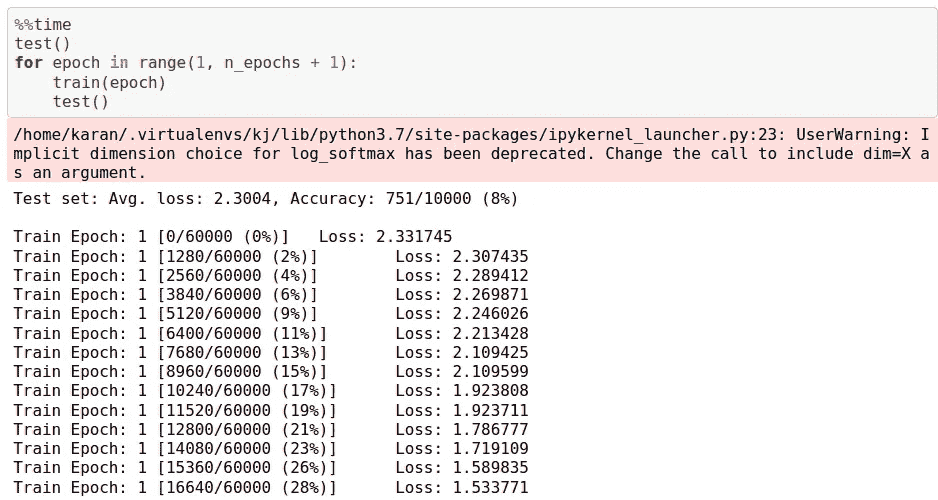 %%time
test()
for epoch in range(1, n_epochs + 1):
    train(epoch)
    test()
/home/karan/.virtualenvs/kj/lib/python3.7/site-packages/ipykernel_launcher.py:23: UserWarning: I
mplicit dimension choice for log_softmax has been deprecated. Change the call to include dim=X a
s an argument.
Test set: Avg. loss: 2.3004, Accuracy: 751/10000 (8%)
Train Epoch: 1 [0/60000 (0%)]   Loss: 2.331745
Train Epoch: 1 [1280/60000 (2%)]        Loss: 2.307435
Train Epoch: 1 [2560/60000 (4%)]        Loss: 2.289412
Train Epoch: 1 [3840/60000 (6%)]        Loss: 2.269871
Train Epoch: 1 [5120/60000 (9%)]        Loss: 2.246026
Train Epoch: 1 [6400/60000 (11%)]       Loss: 2.213428
Train Epoch: 1 [7680/60000 (13%)]       Loss: 2.109425
Train Epoch: 1 [8960/60000 (15%)]       Loss: 2.109599
Train Epoch: 1 [10240/60000 (17%)]      Loss: 1.923808
Train Epoch: 1 [11520/60000 (19%)]      Loss: 1.923711
Train Epoch: 1 [12800/60000 (21%)]      Loss: 1.786777
Train Epoch: 1 [14080/60000 (23%)]      Loss: 1.719109
Train Epoch: 1 [15360/60000 (26%)]      Loss: 1.589835
Train Epoch: 1 [16640/60000 (28%)]      Loss: 1.533771